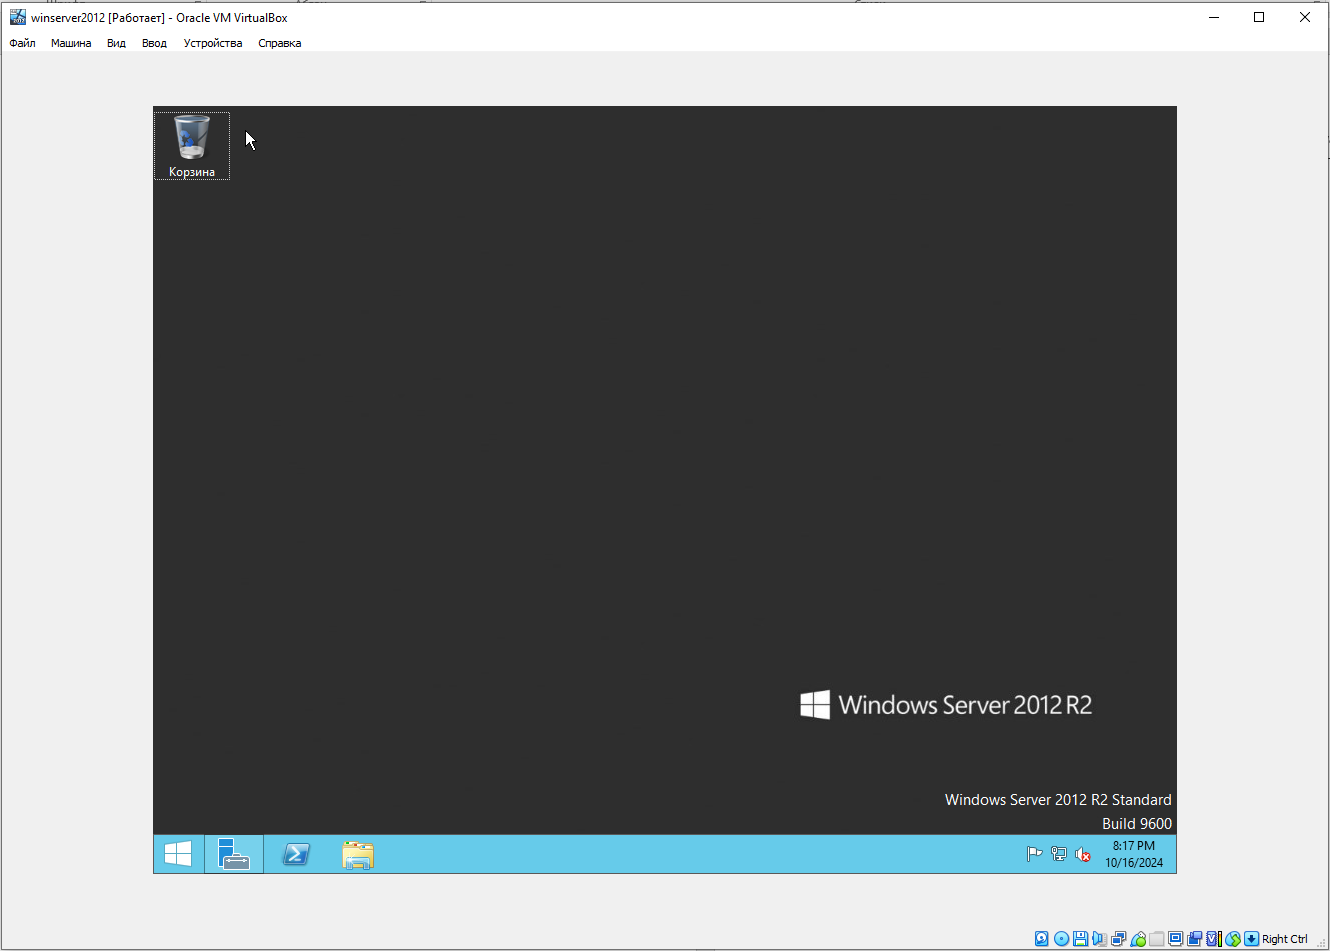 winserver2012 [Работает] - Oracle VM VirtualBox
Файл Машина Вид Ввод Устройства Справка
Корзина
Windows Server 2012 R2
Windows Server 2012 R2 Standard
Build 9600
8:17 PM
10/16/2024
Right Ctrl